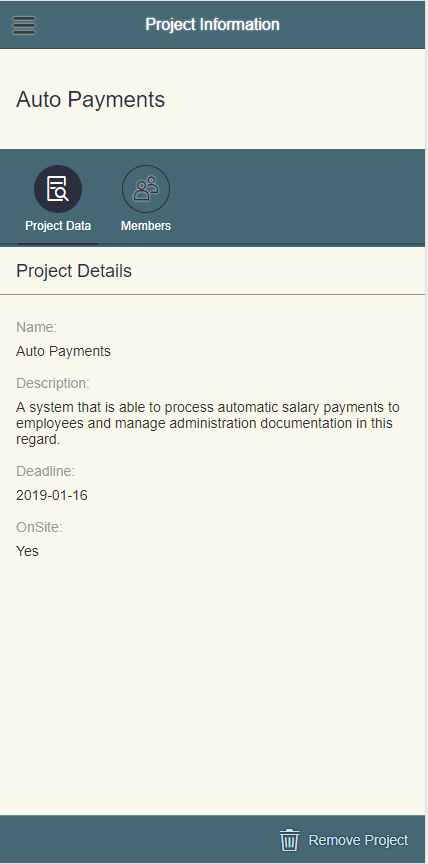 Project Information
Auto Payments
Project Data
Members
Project Details
Name:
Auto Payments
Description:
A system that is able to process automatic salary payments to
employees and manage administration documentation in this
regard.
Deadline:
2019-01-16
OnSite:
Yes
Remove Project